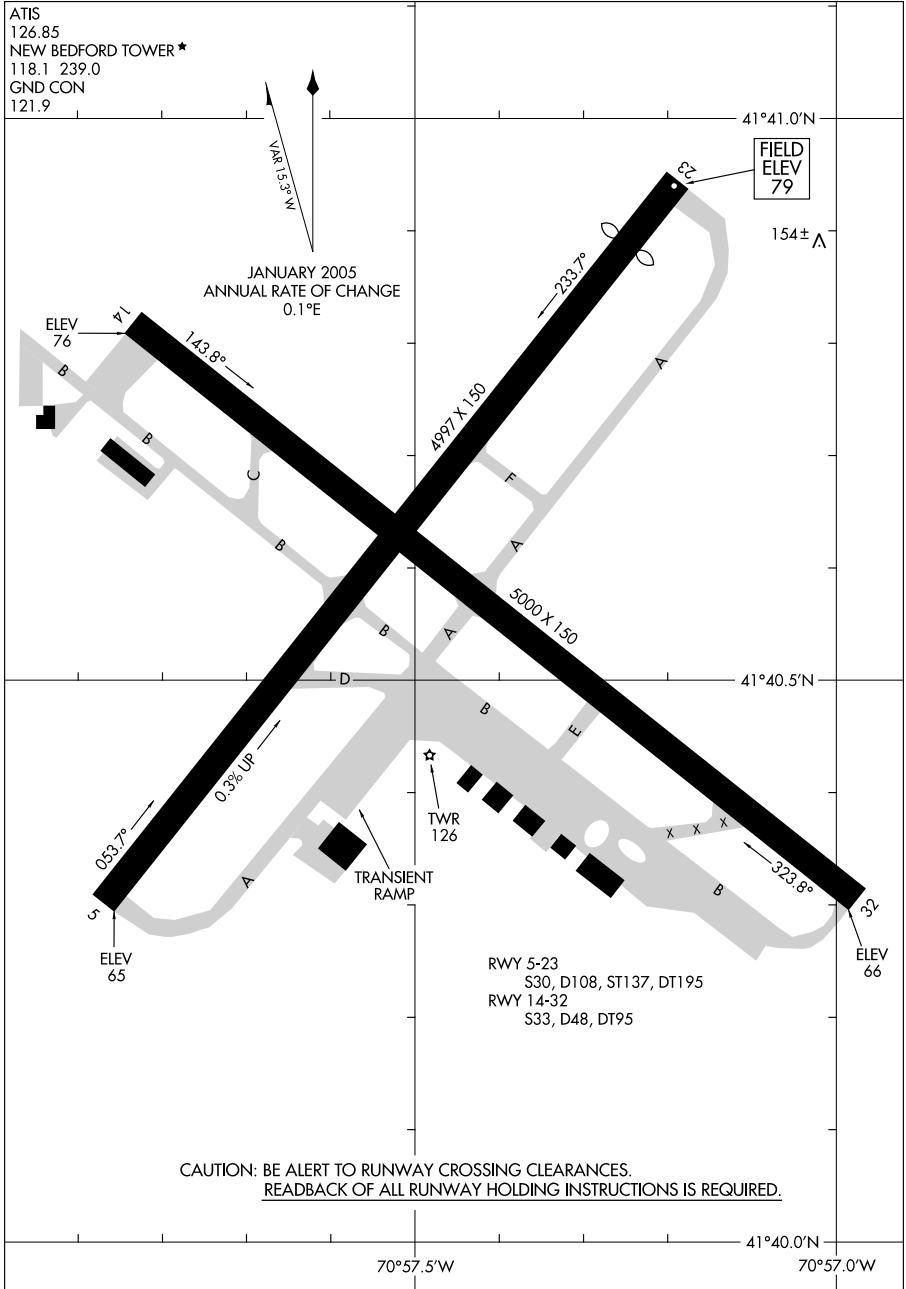 ATIS
126.85
NEW BEDFORD TOWER★
118.1 239.0
GND CON
121.9
VAR 15.3° W
JANUARY 2005
ANNUAL RATE OF CHANGE
0.1°E
41°41.0'N
FIELD
ELEV
79
23
154±
233.7°
ELEV
76
14
143.8°
B
A
4997 X 150
B
C
F
B
A
5000 X 150
B
A
D
41°40.5'N
B
E
0.3% UP
TWR
126
X X X
053.7°
323.8°
TRANSIENT
RAMP
A
B
5
32
ELEV
65
ELEV
66
RWY 5-23
S30, D108, ST137, DT195
RWY 14-32
S33, D48, DT95
CAUTION: BE ALERT TO RUNWAY CROSSING CLEARANCES.
READBACK OF ALL RUNWAY HOLDING INSTRUCTIONS IS REQUIRED.
41°40.0'N
70°57.5'W
70°57.0'W